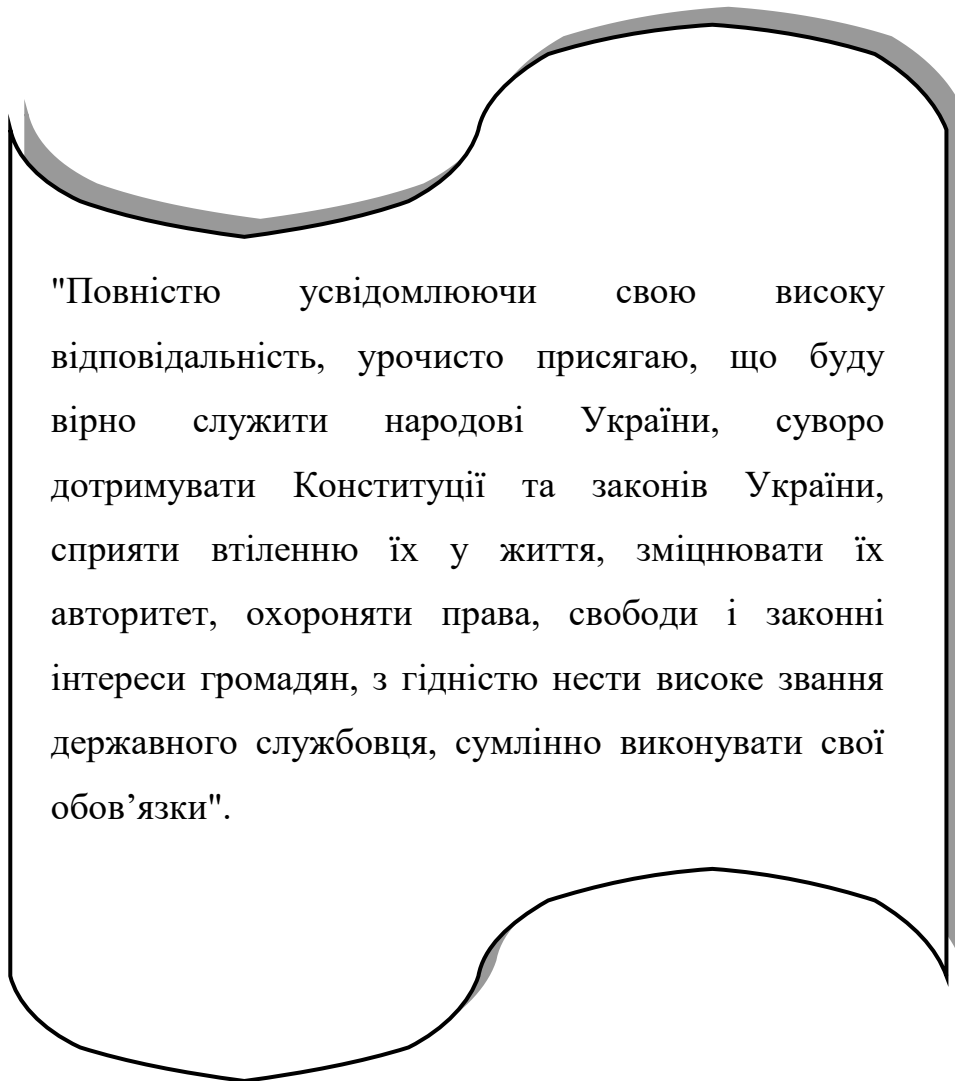 "Повністю усвідомлюючи свою високу
відповідальність, урочисто присягаю, що буду
вірно служити народові України, суворо
дотримувати Конституції та законів України,
сприяти втіленню їх у життя, зміцнювати їх
авторитет, охороняти права, свободи і законні
інтереси громадян, з гідністю нести високе звання
державного службовця, сумлінно виконувати свої
обов’язки".